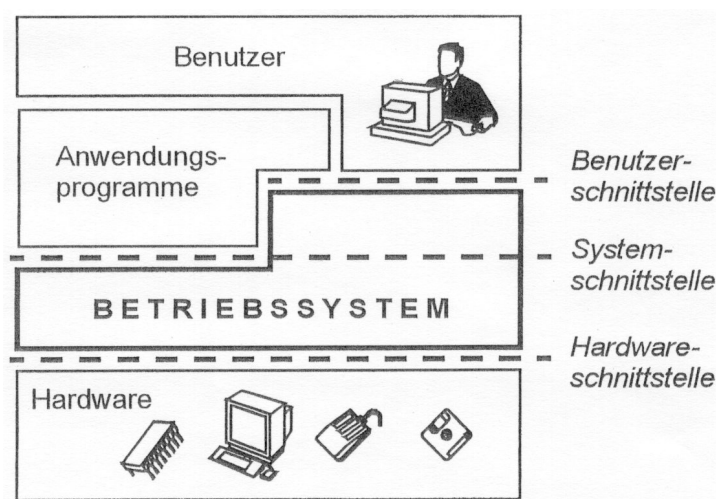 Benutzer
Anwendungs-
programme
Benutzer-
schnittstelle
System-
schnittstelle
BETRIEBSSYSTEM
Hardware-
schnittstelle
Hardware